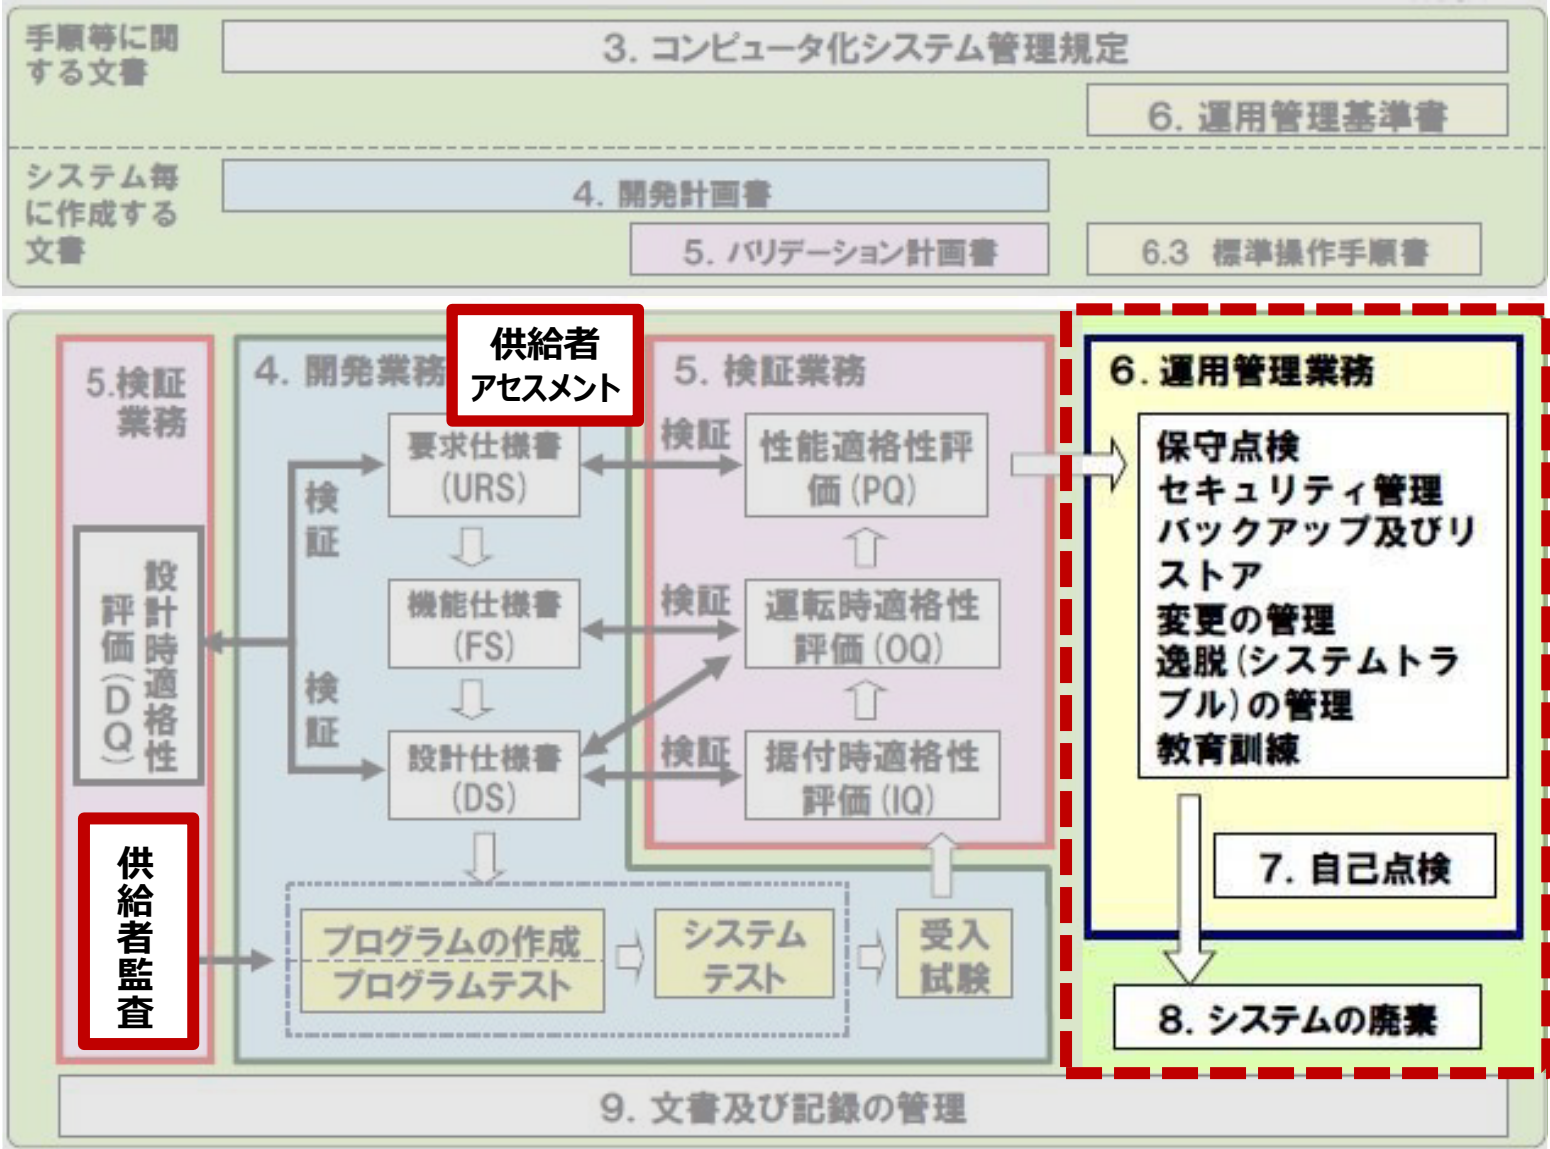 手順等に関
する文書
3. コンピュータ化システム管理規定
6. 運用管理基準書
システム毎
に作成する
文書
4. 開発計画書
5. バリデーション計画書
6.3 標準操作手順書
5.検証
業務
設計時適格性
評価(DQ)
供給者監査
4. 開発業務
供給者
アセスメント
検証
検証
要求仕様書
(URS)
機能仕様書
(FS)
設計仕様書
(DS)
5. 検証業務
検証
性能適格性評
価(PQ)
検証
運転時適格性
評価(OQ)
検証
据付時適格性
評価(IQ)
プログラムの作成
プログラムテスト
システム
テスト
受入
試験
6. 運用管理業務
保守点検
セキュリティ管理
バックアップ及びリ
ストア
変更の管理
逸脱(システムトラ
ブル)の管理
教育訓練
7. 自己点検
8. システムの廃棄
9. 文書及び記録の管理